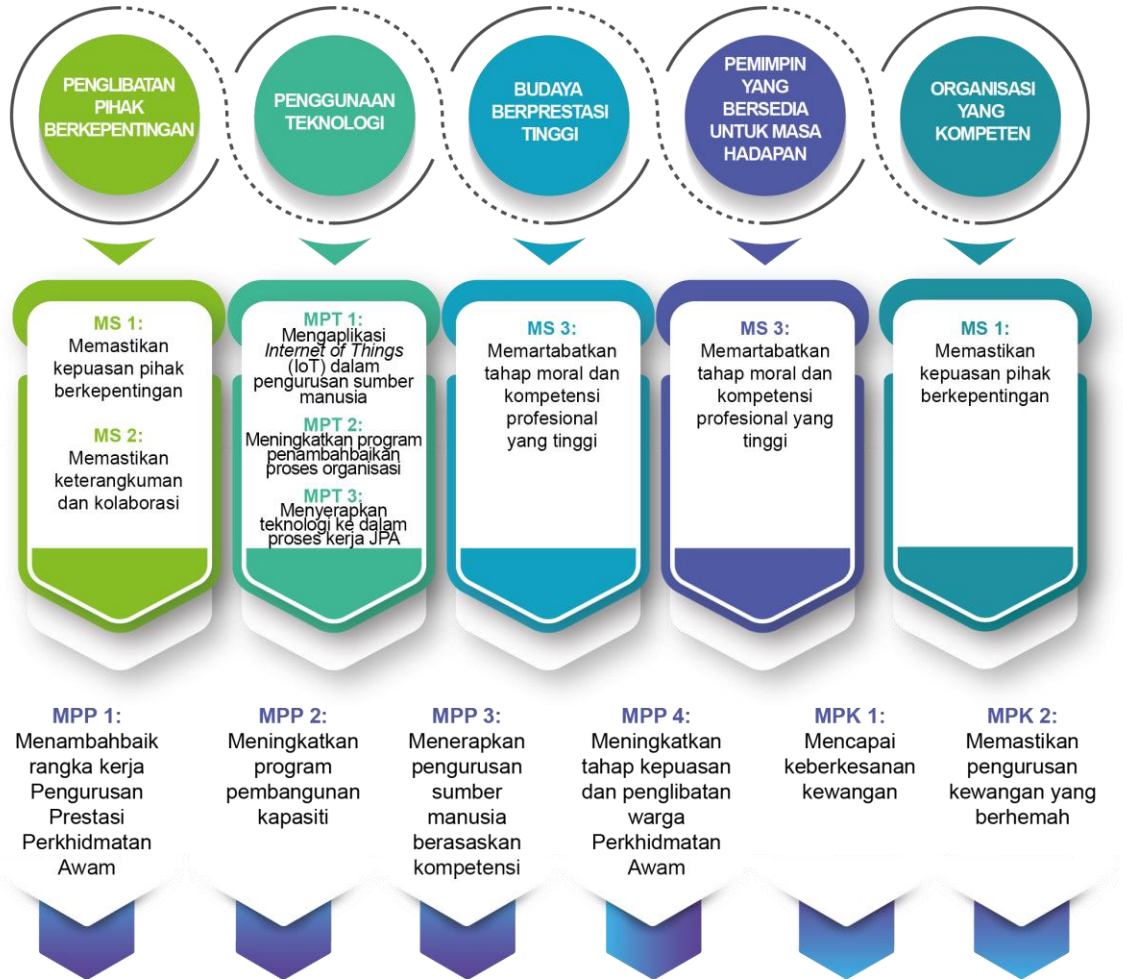 PENGLIBATAN
PIHAK
BERKEPENTINGAN
PENGGUNAAN
TEKNOLOGI
BUDAYA
BERPRESTASI
TINGGI
PEMIMPIN
YANG
BERSEDIA
UNTUK MASA
HADAPAN
ORGANISASI
YANG
KOMPETEN
MS 1:
Memastikan
kepuasan pihak
berkepentingan
MS 2:
Memastikan
keterangkuman
dan kolaborasi
MPT 1:
Mengaplikasi
Internet of Things
(IoT) dalam
pengurusan sumber
manusia
MPT 2:
Meningkatkan program
penambahbaikan
proses organisasi
MPT 3:
Menyerapkan
teknologi ke dalam
proses kerja JPA
MS 3:
Memartabatkan
tahap moral dan
kompetensi
profesional
yang tinggi
MS 3:
Memartabatkan
tahap moral dan
kompetensi
profesional yang
tinggi
MS 1:
Memastikan
kepuasan pihak
berkepentingan
MPP 1:
Menambahbaik
rangka kerja
Pengurusan
Prestasi
Perkhidmatan
Awam
MPP 2:
Meningkatkan
program
pembangunan
kapasiti
MPP 3:
Menerapkan
pengurusan
sumber
manusia
berasaskan
kompetensi
MPP 4:
Meningkatkan
tahap kepuasan
dan penglibatan
warga
Perkhidmatan
Awam
MPK 1:
Mencapai
keberkesanan
kewangan
MPK 2:
Memastikan
pengurusan
kewangan yang
berhemah